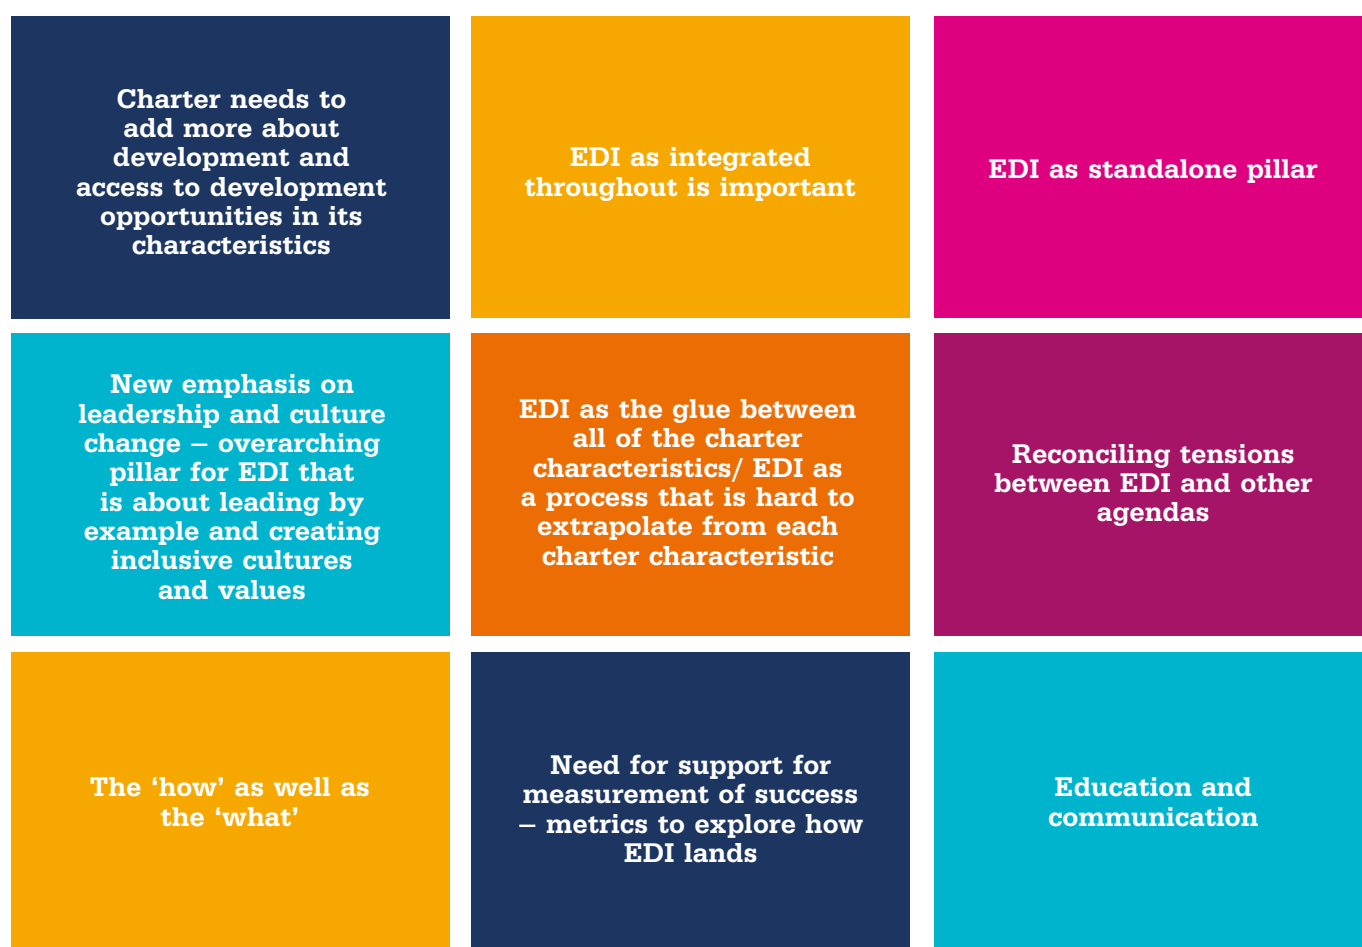 Charter needs to
add more about
development and
access to development
opportunities in its
characteristics
EDI as integrated
throughout is important
EDI as standalone pillar
New emphasis on
leadership and culture
change – overarching
pillar for EDI that
is about leading by
example and creating
inclusive cultures
and values
EDI as the glue between
all of the charter
characteristics/ EDI as
a process that is hard to
extrapolate from each
charter characteristic
Reconciling tensions
between EDI and other
agendas
The ‘how’ as well as
the ‘what’
Need for support for
measurement of success
– metrics to explore how
EDI lands
Education and
communication